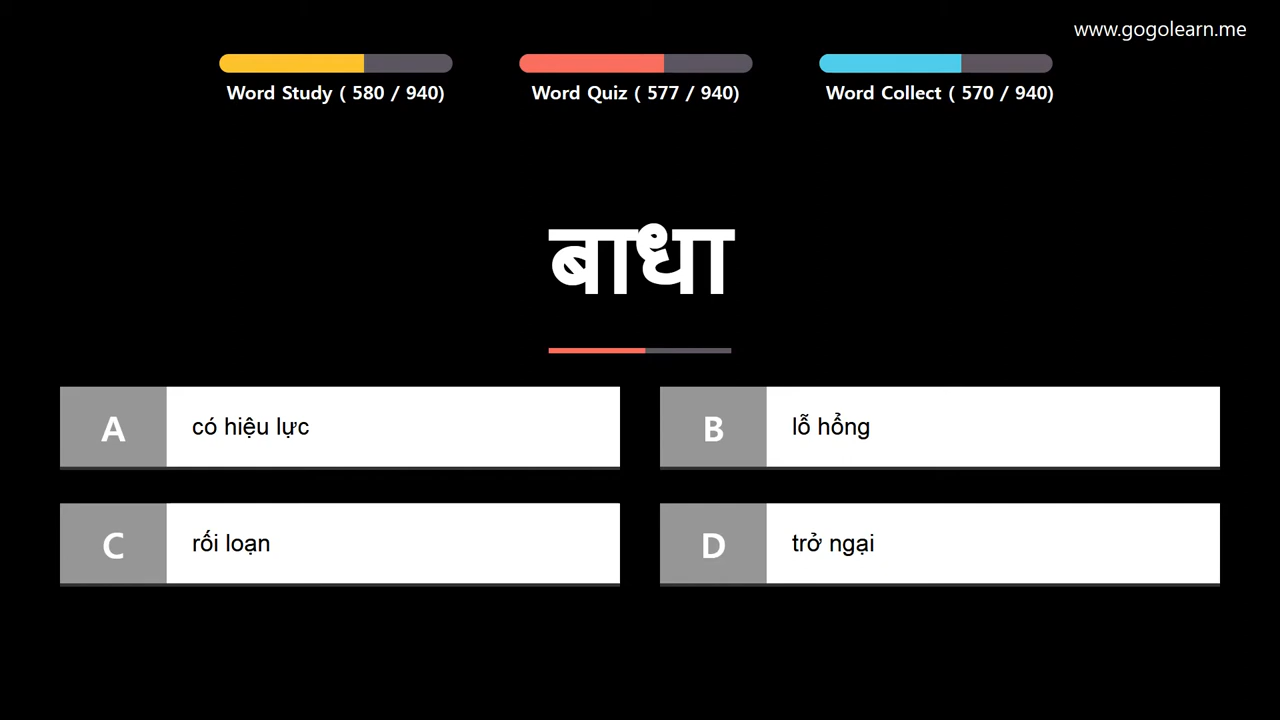 www.gogolearn.me
Word Study ( 580 / 940)
Word Quiz ( 577 / 940)
Word Collect ( 570 / 940)
बाधा
A
có hiệu lực
B
lỗ hổng
C
rối loạn
D
trở ngại